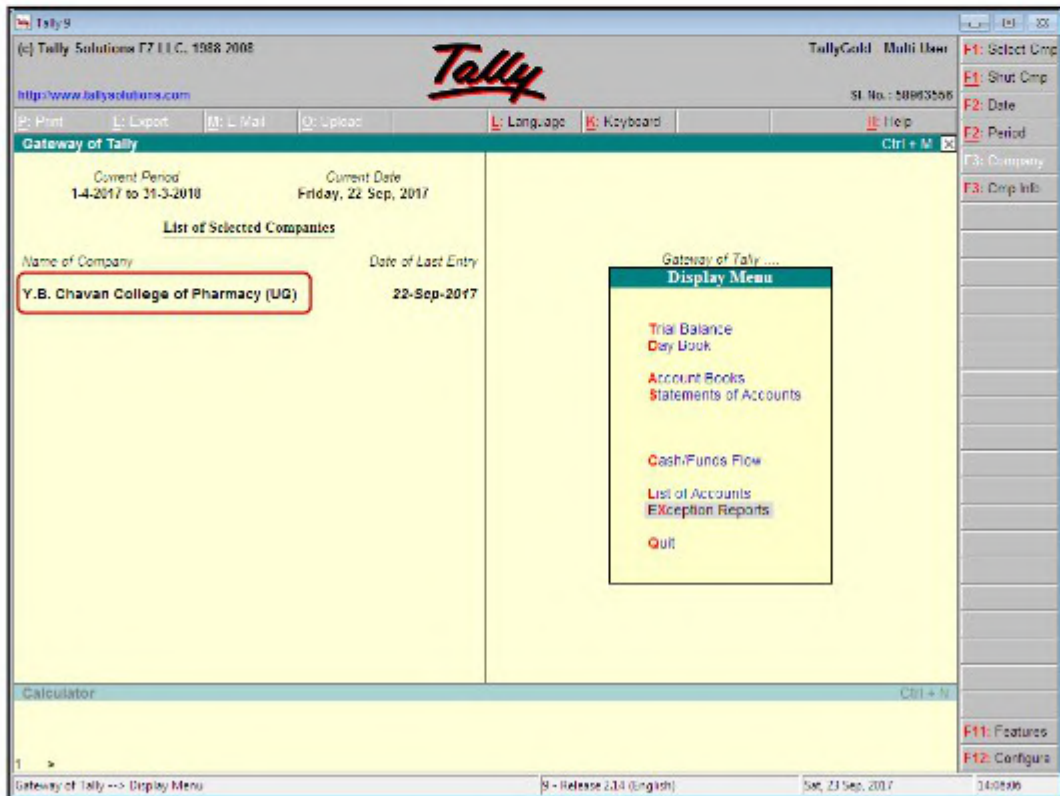 Tally 9
(c) Tally Solutions FZ LLC, 1988-2008
Tally
TallyGold Multi User
http://www.tallysolutions.com
Sl. No. : 58963556
P: Print L: Export M: E-Mail O: Upload L: Language K: Keyboard H: Help
Gateway of Tally Ctrl + M
Current Period Current Date
1-4-2017 to 31-3-2018 Friday, 22 Sep, 2017
List of Selected Companies
Name of Company Date of Last Entry
Y.B. Chavan College of Pharmacy (UG) 22-Sep-2017
Gateway of Tally ....
Display Menu
Trial Balance
Day Book
Account Books
Statements of Accounts
Cash/Funds Flow
List of Accounts
EXception Reports
Quit
F1: Select Cmp
F1: Shut Cmp
F2: Date
F2: Period
F3: Company
F3: Cmp Info
F11: Features
F12: Configure
Calculator Ctrl + N
1 >
Gateway of Tally --> Display Menu 9 - Release 2.14 (English) Sat, 23 Sep, 2017